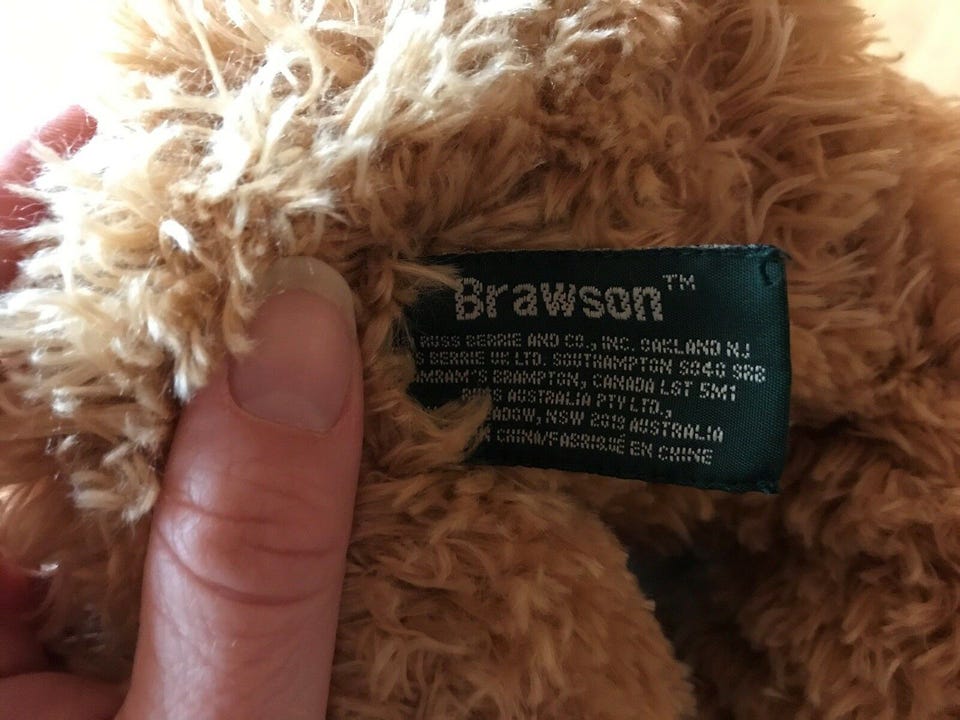 Brawson™
RUSS BERRIE AND CO., INC. OAKLAND NJ
BERRIE UK LTD. SOUTHAMPTON SO40 9RB
BRAMPTON, CANADA L5T 5M1
AUSTRALIA PTY LTD.,
NSW 2019 AUSTRALIA
CHINA/FABRIQUÉ EN CHINE